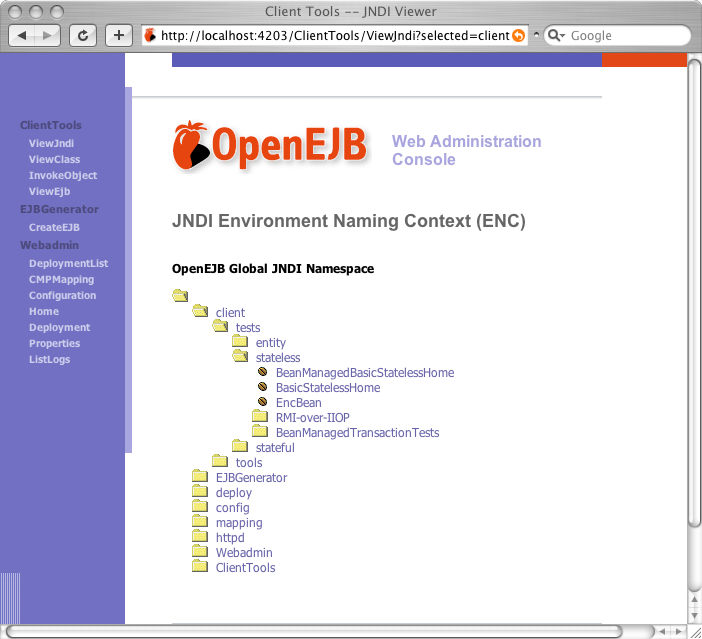 Client Tools -- JNDI Viewer
http://localhost:4203/ClientTools/ViewJndi?selected=client
Google
ClientTools
ViewJndi
ViewClass
InvokeObject
ViewEjb
EJBGenerator
CreateEJB
Webadmin
DeploymentList
CMPMapping
Configuration
Home
Deployment
Properties
ListLogs
OpenEJB
Web Administration
Console
JNDI Environment Naming Context (ENC)
OpenEJB Global JNDI Namespace
client
tests
entity
stateless
BeanManagedBasicStatelessHome
BasicStatelessHome
EncBean
RMI-over-IIOP
BeanManagedTransactionTests
stateful
tools
EJBGenerator
deploy
config
mapping
httpd
Webadmin
ClientTools